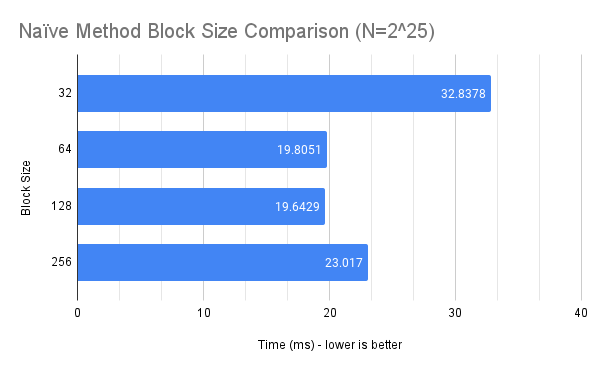 Naïve Method Block Size Comparison (N=2^25)
Block Size
32
32.8378
64
19.8051
128
19.6429
256
23.017
0 10 20 30 40
Time (ms) - lower is better